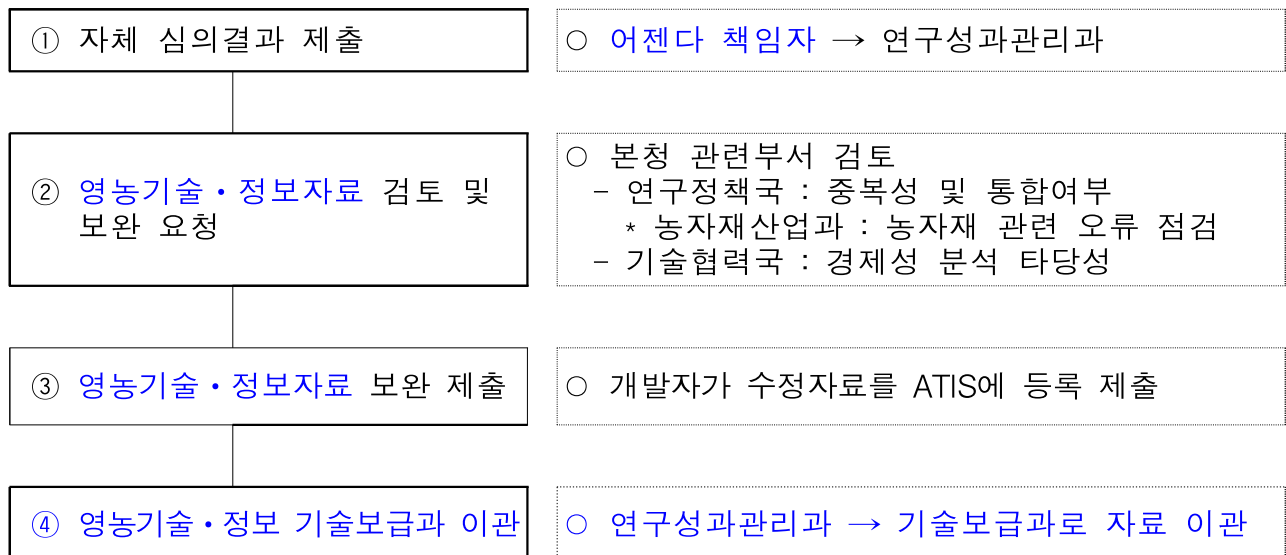 ① 자체 심의결과 제출
○ 어젠다 책임자 → 연구성과관리과
② 영농기술·정보자료 검토 및
보완 요청
○ 본청 관련부서 검토
- 연구정책국 : 중복성 및 통합여부
* 농자재산업과 : 농자재 관련 오류 점검
- 기술협력국 : 경제성 분석 타당성
③ 영농기술·정보자료 보완 제출
○ 개발자가 수정자료를 ATIS에 등록 제출
④ 영농기술·정보 기술보급과 이관
○ 연구성과관리과 → 기술보급과로 자료 이관